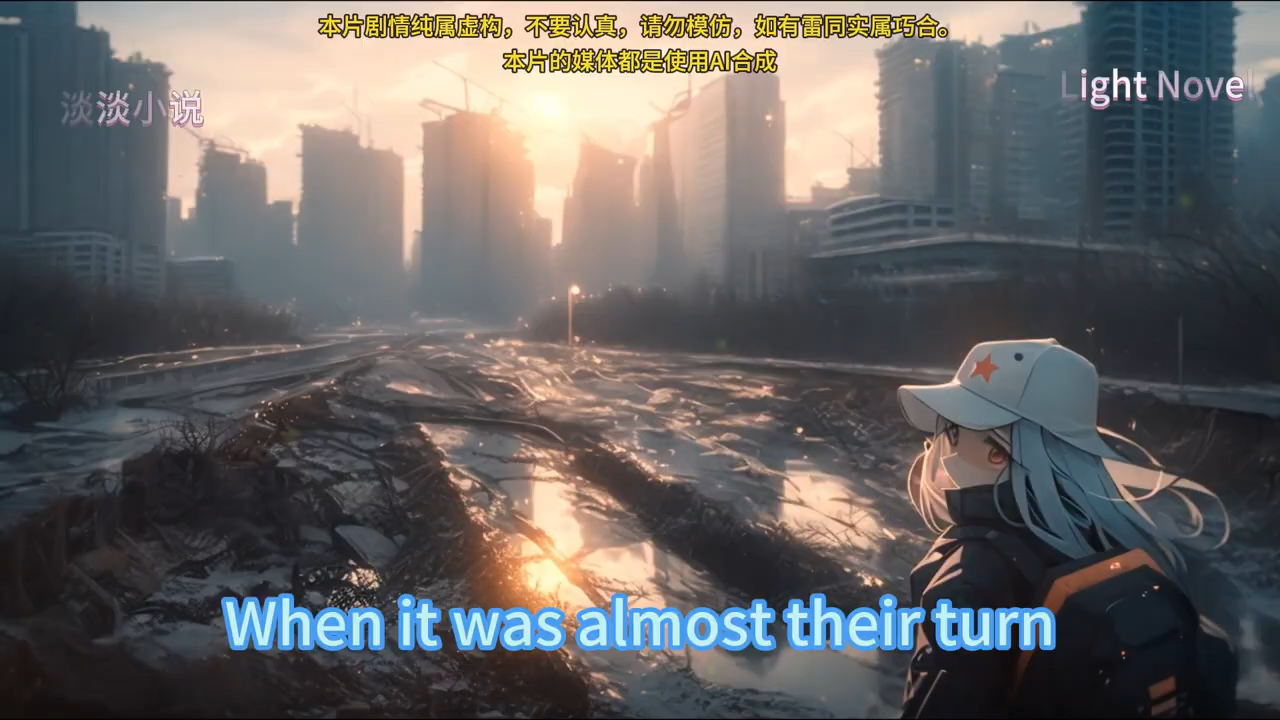 本片剧情纯属虚构，不要认真，请勿模仿，如有雷同实属巧合。
本片的媒体都是使用AI合成
淡淡小说
Light Novel
When it was almost their turn